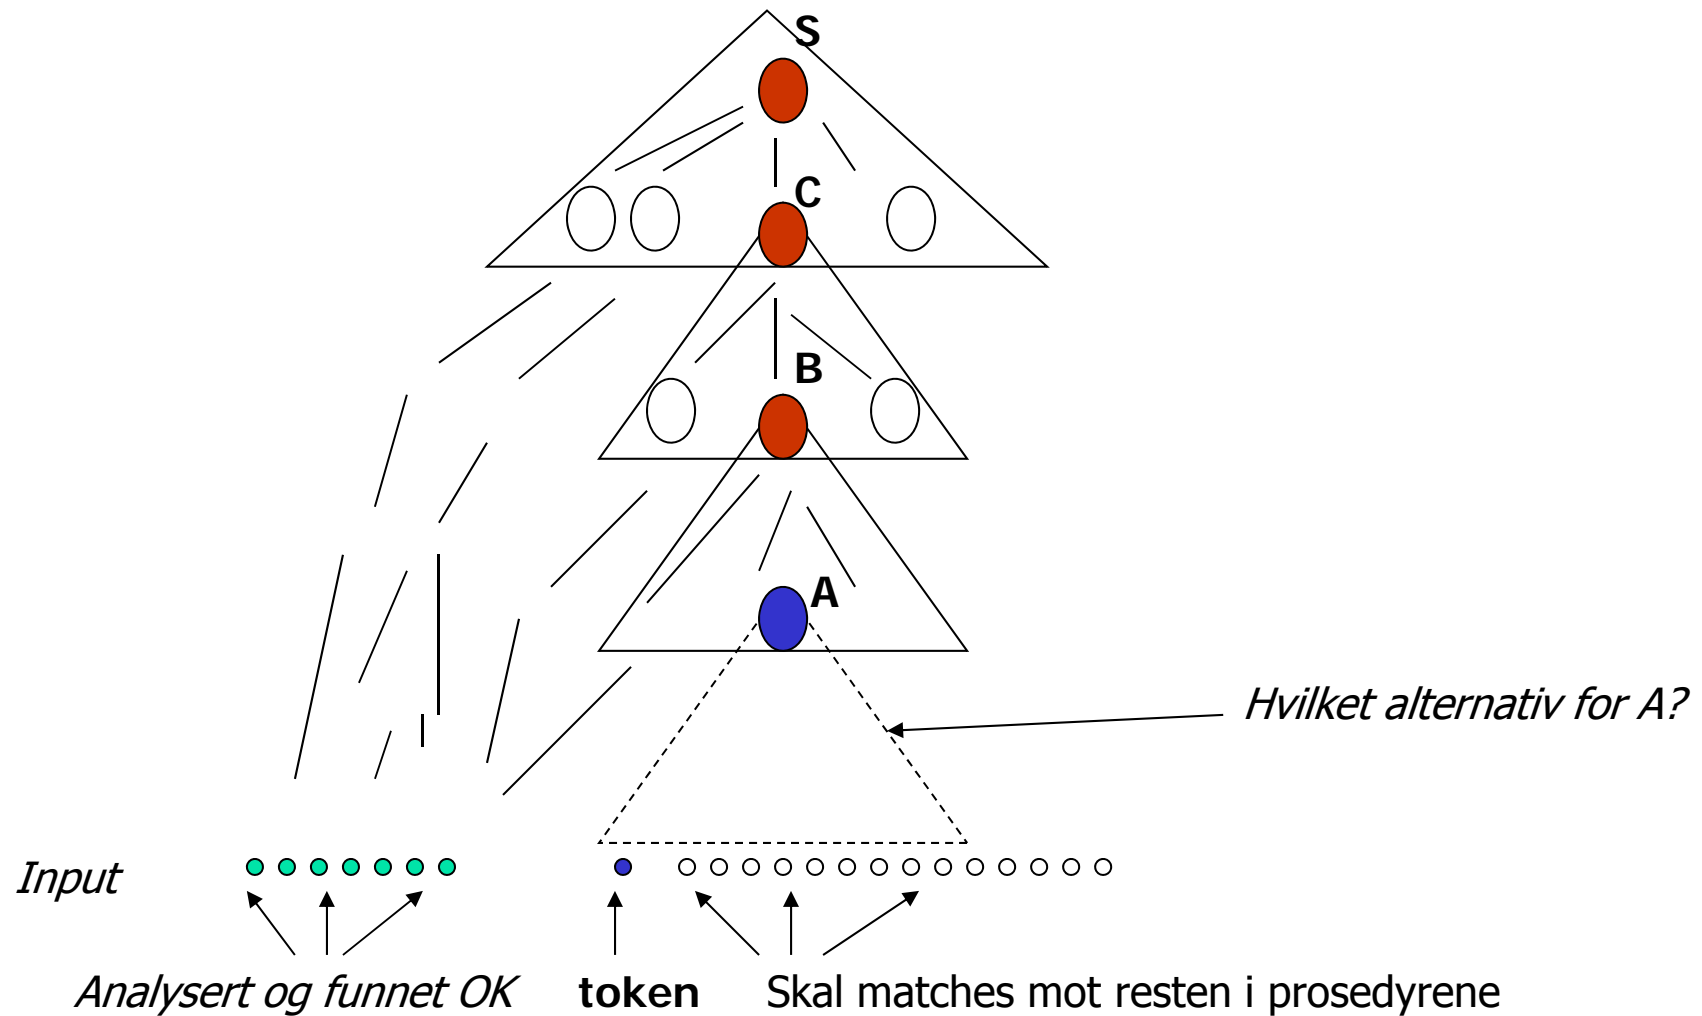 S
C
B
A
Hvilket alternativ for A?
Input
Analysert og funnet OK token Skal matches mot resten i prosedyrene